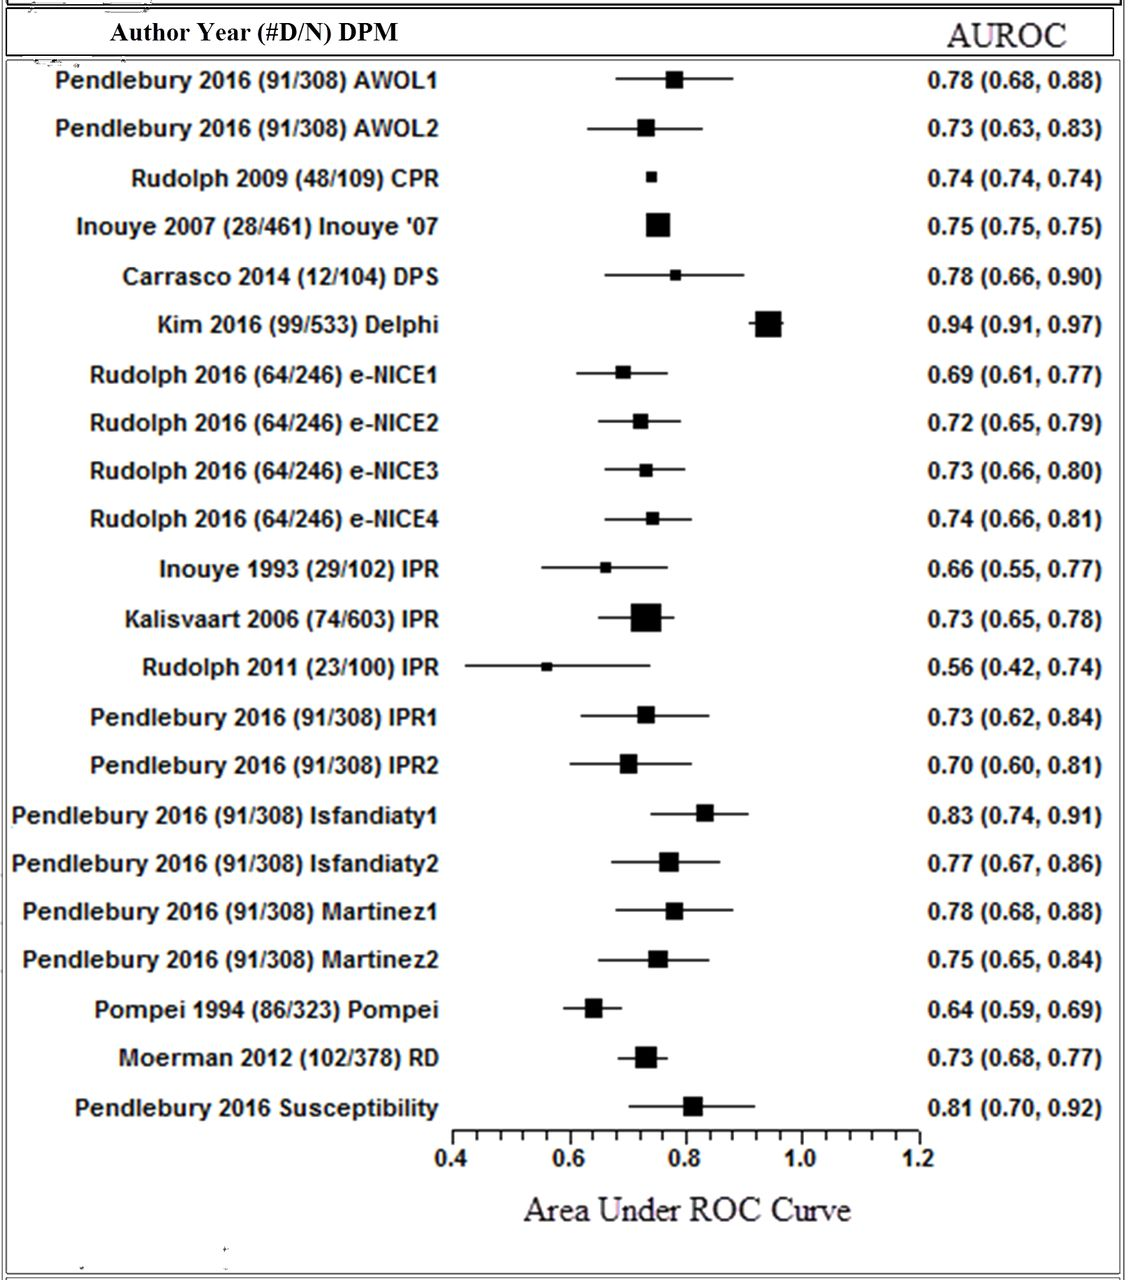 Author Year (#D/N) DPM AUROC
Pendlebury 2016 (91/308) AWOL1 0.78 (0.68, 0.88)
Pendlebury 2016 (91/308) AWOL2 0.73 (0.63, 0.83)
Rudolph 2009 (48/109) CPR 0.74 (0.74, 0.74)
Inouye 2007 (28/461) Inouye '07 0.75 (0.75, 0.75)
Carrasco 2014 (12/104) DPS 0.78 (0.66, 0.90)
Kim 2016 (99/533) Delphi 0.94 (0.91, 0.97)
Rudolph 2016 (64/246) e-NICE1 0.69 (0.61, 0.77)
Rudolph 2016 (64/246) e-NICE2 0.72 (0.65, 0.79)
Rudolph 2016 (64/246) e-NICE3 0.73 (0.66, 0.80)
Rudolph 2016 (64/246) e-NICE4 0.74 (0.66, 0.81)
Inouye 1993 (29/102) IPR 0.66 (0.55, 0.77)
Kalisvaart 2006 (74/603) IPR 0.73 (0.65, 0.78)
Rudolph 2011 (23/100) IPR 0.56 (0.42, 0.74)
Pendlebury 2016 (91/308) IPR1 0.73 (0.62, 0.84)
Pendlebury 2016 (91/308) IPR2 0.70 (0.60, 0.81)
Pendlebury 2016 (91/308) Isfandiaty1 0.83 (0.74, 0.91)
Pendlebury 2016 (91/308) Isfandiaty2 0.77 (0.67, 0.86)
Pendlebury 2016 (91/308) Martinez1 0.78 (0.68, 0.88)
Pendlebury 2016 (91/308) Martinez2 0.75 (0.65, 0.84)
Pompei 1994 (86/323) Pompei 0.64 (0.59, 0.69)
Moerman 2012 (102/378) RD 0.73 (0.68, 0.77)
Pendlebury 2016 Susceptibility 0.81 (0.70, 0.92)
0.4 0.6 0.8 1.0 1.2
Area Under ROC Curve